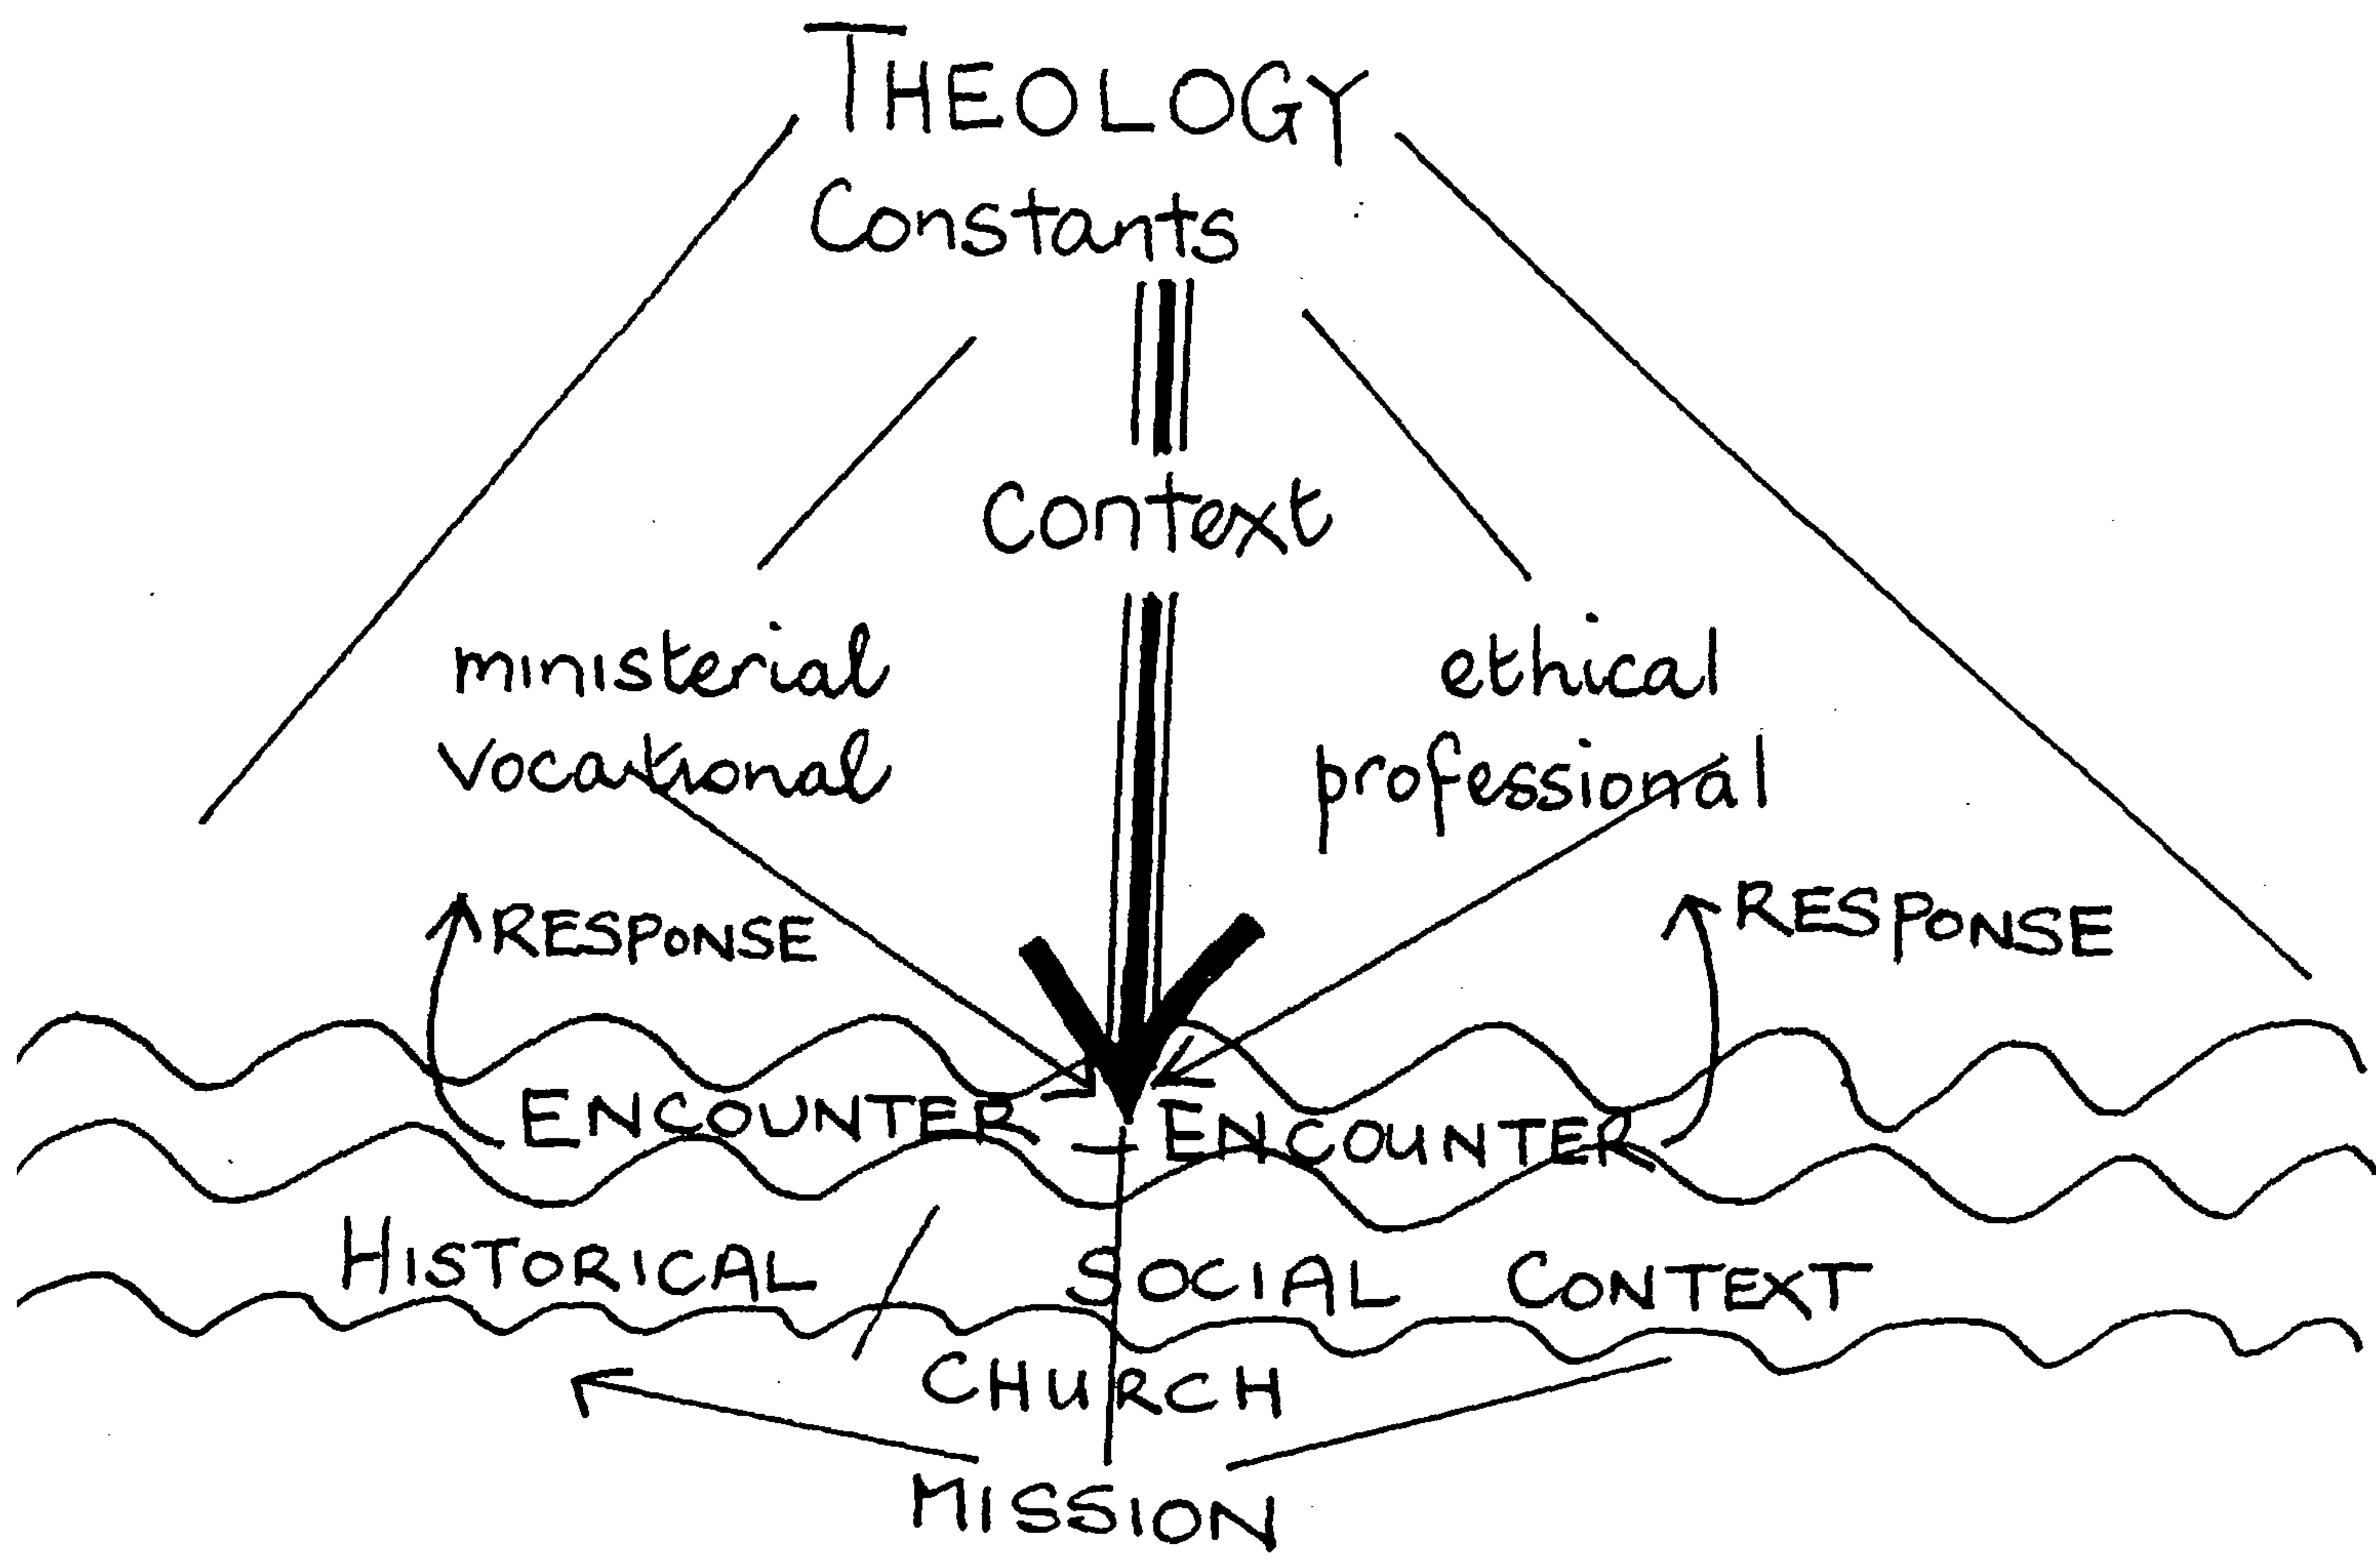 THEOLOGY
Constants
Context
ministerial ethical
vocational professional
RESPONSE RESPONSE
ENCOUNTER ENCOUNTER
HISTORICAL / SOCIAL CONTEXT
CHURCH
MISSION